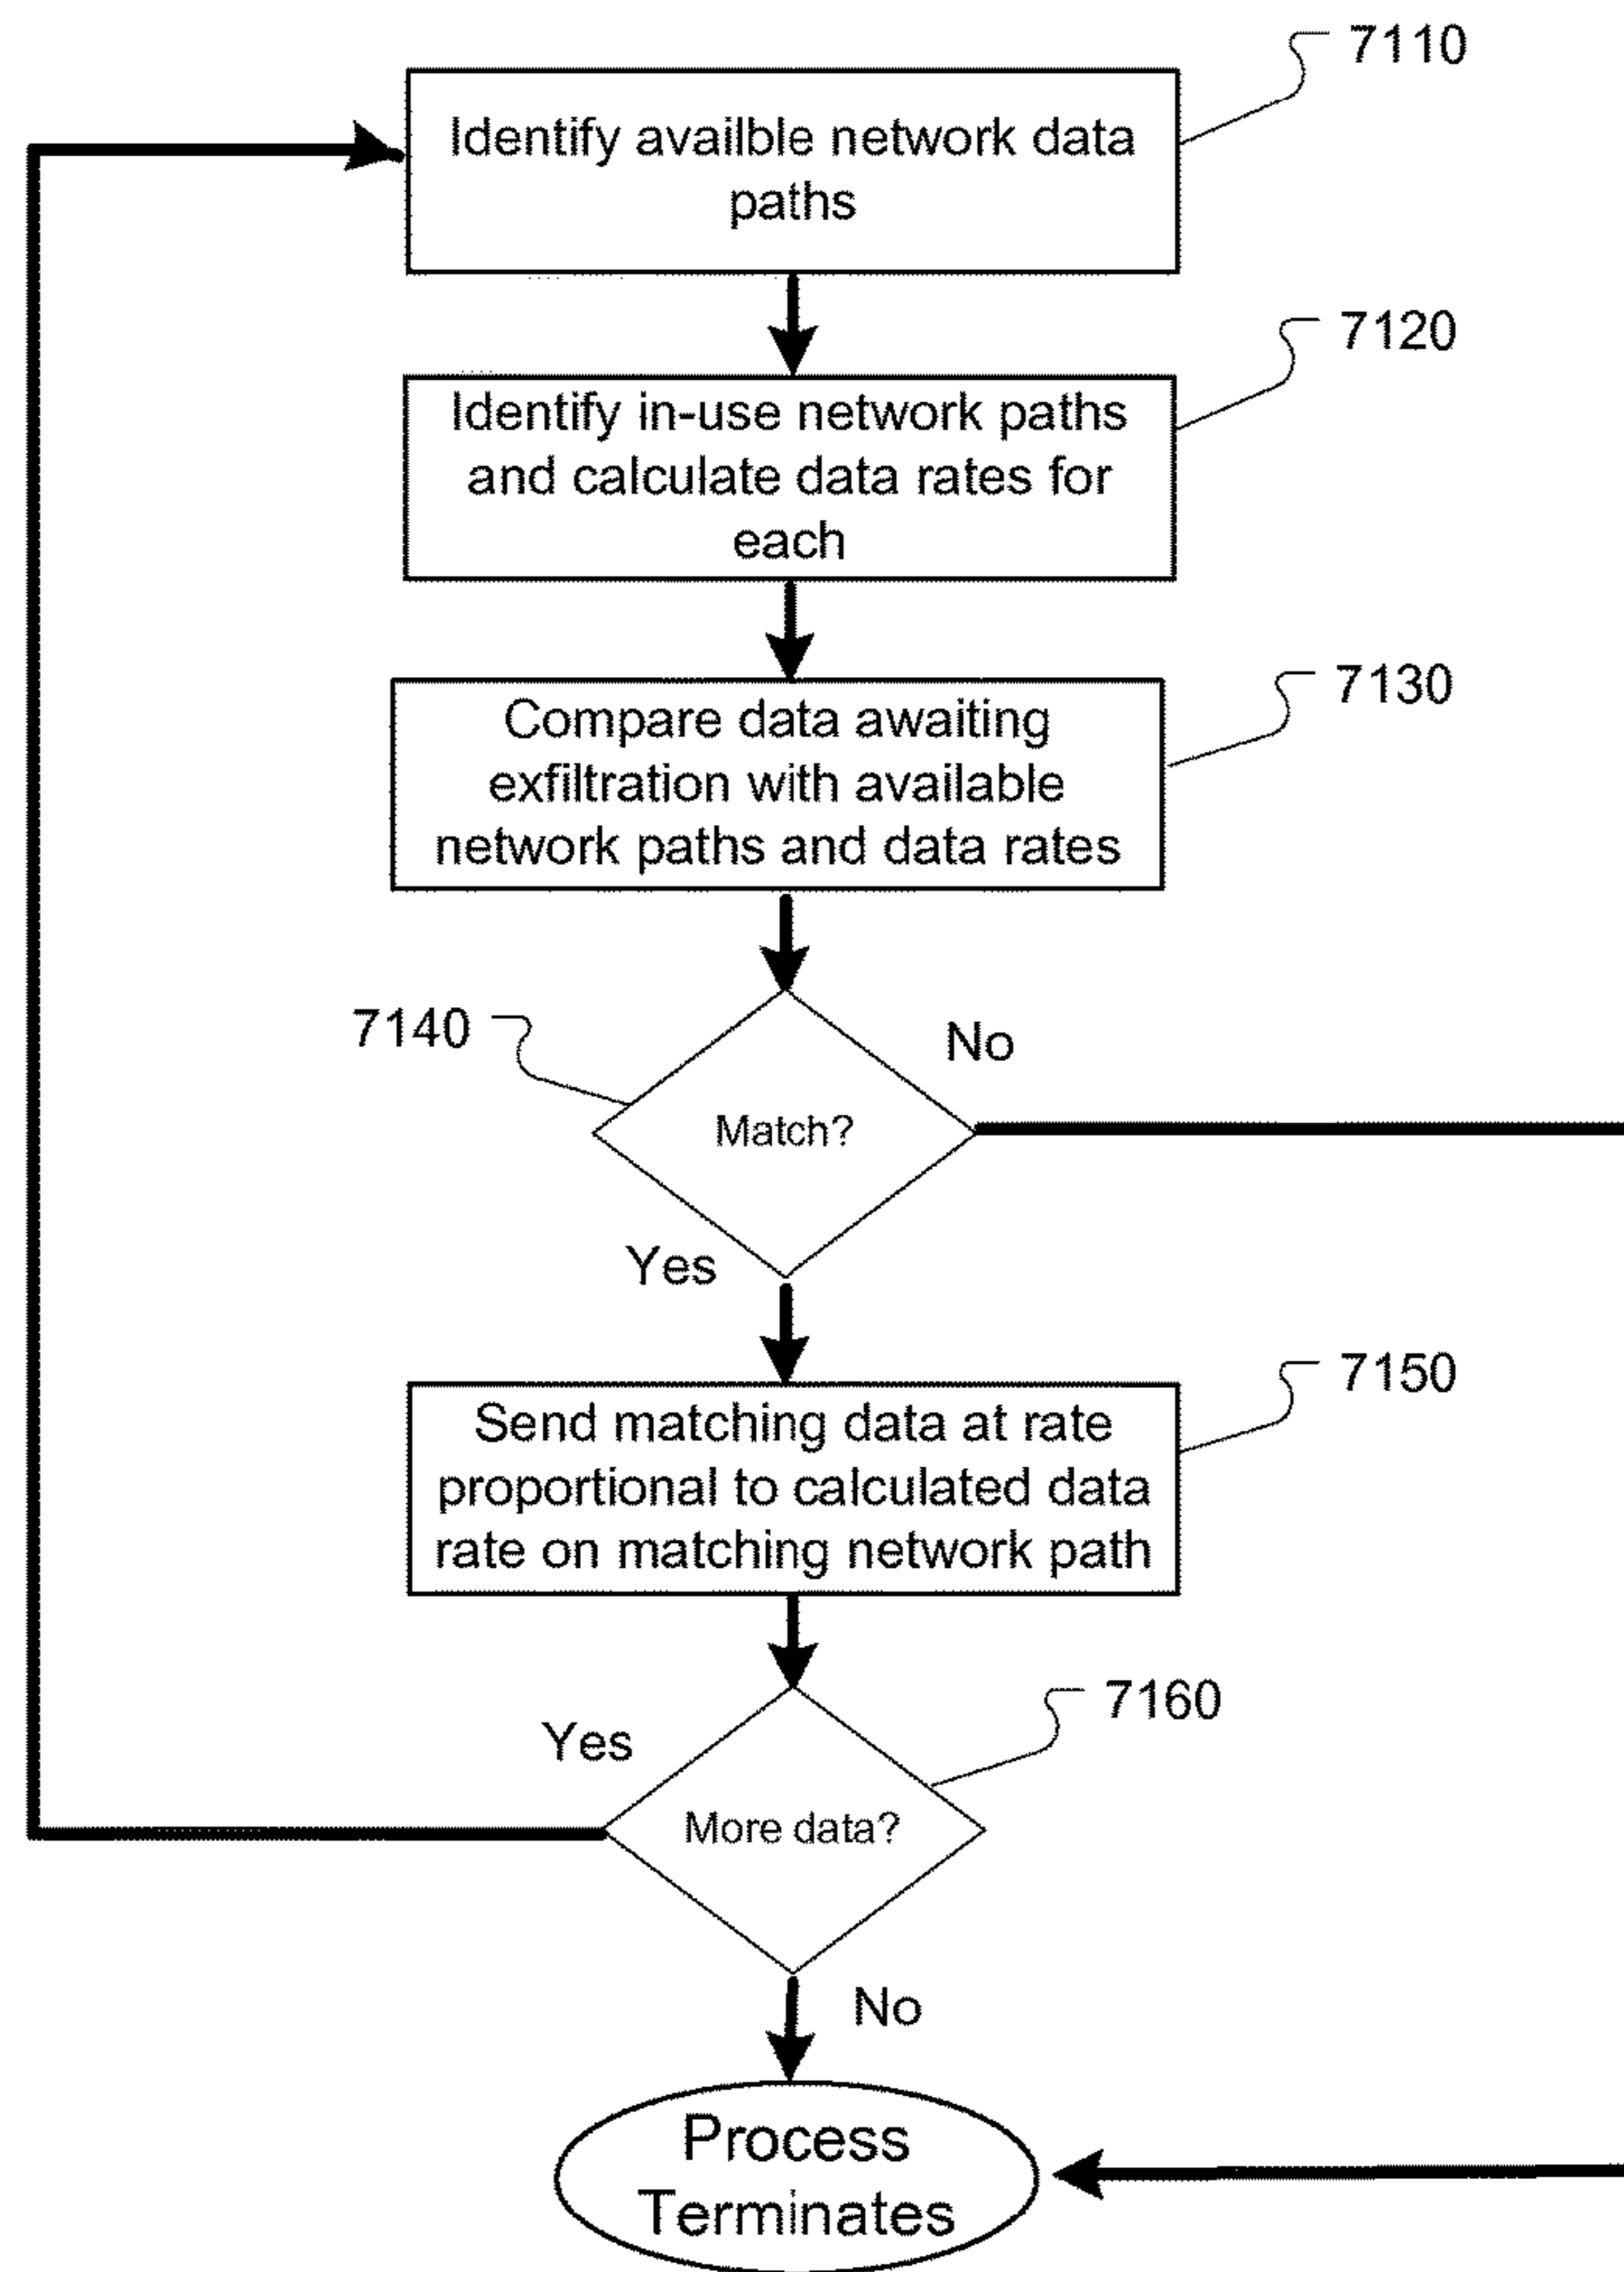 7110
Identify availble network data
paths
7120
Identify in-use network paths
and calculate data rates for
each
7130
Compare data awaiting
exfiltration with available
network paths and data rates
7140
No
Match?
Yes
7150
Send matching data at rate
proportional to calculated data
rate on matching network path
7160
Yes
More data?
No
Process
Terminates